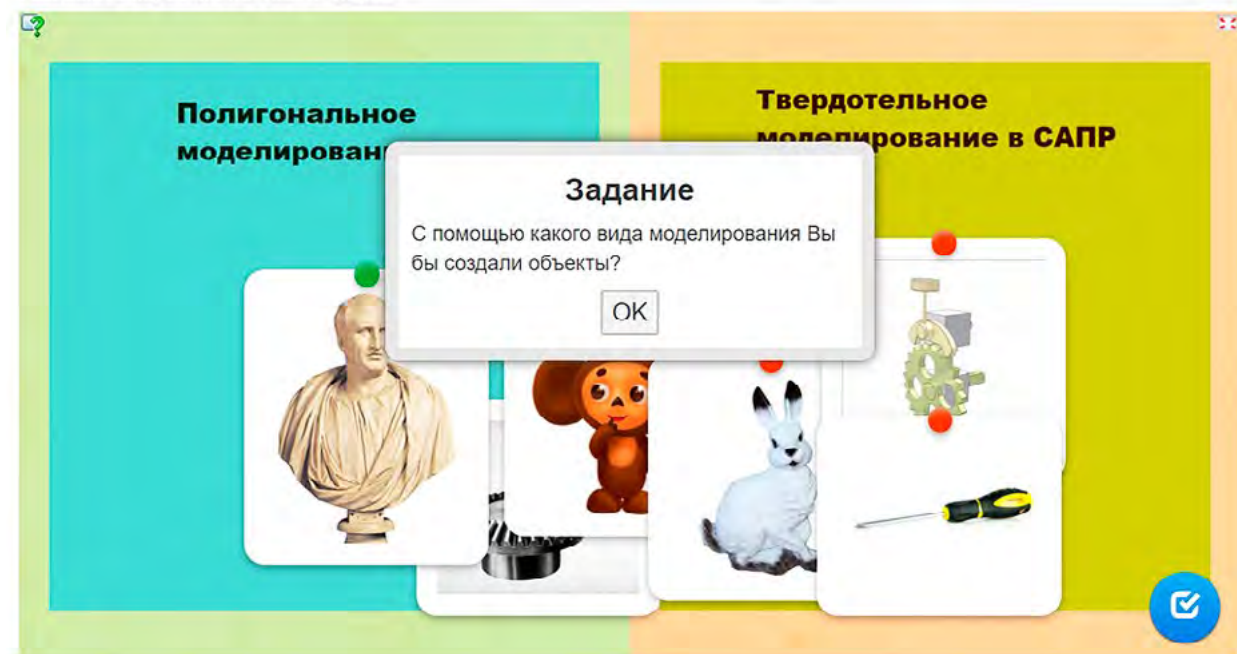 Полигональное
моделирован
Твердотельное
моделирование в САПР
Задание
С помощью какого вида моделирования Вы
бы создали объекты?
OK